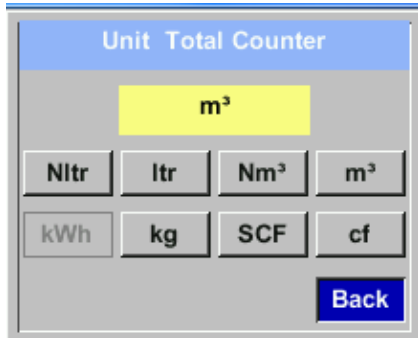 Unit Total Counter
m³
Nltr ltr Nm³ m³
kWh kg SCF cf
Back